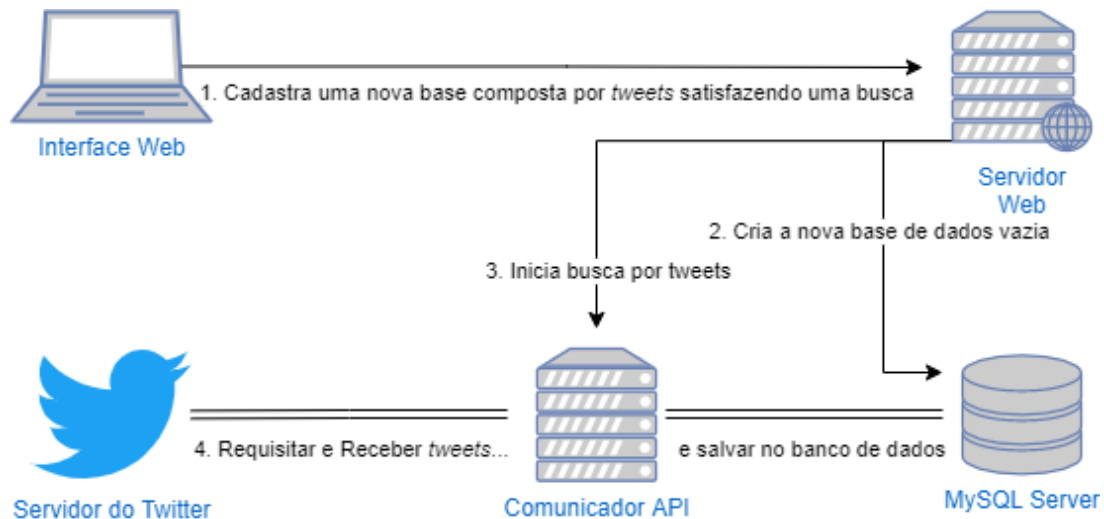 1. Cadastra uma nova base composta por tweets satisfazendo uma busca
Interface Web
Servidor
Web
2. Cria a nova base de dados vazia
3. Inicia busca por tweets
4. Requisitar e Receber tweets...
e salvar no banco de dados
Servidor do Twitter
Comunicador API
MySQL Server